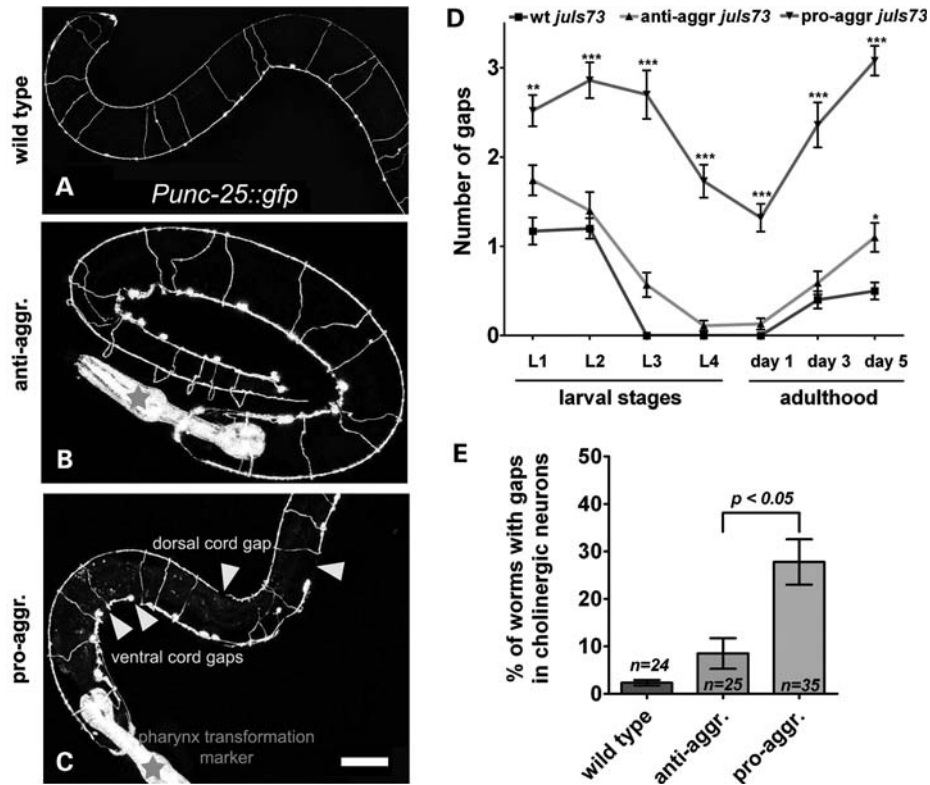 wild type
A
Punc-25::gfp
anti-aggr.
B
pro-aggr.
dorsal cord gap
ventral cord gaps
pharynx transformation
marker
C
D
wt juls73 anti-aggr juls73 pro-aggr juls73
Number of gaps
3
2
1
0
** *** *** *** *** *** ***
*
L1 L2 L3 L4 day 1 day 3 day 5
larval stages adulthood
E
% of worms with gaps
in cholinergic neurons
50
40
30
20
10
0
p < 0.05
n=24
n=25
n=35
wild type
anti-aggr.
pro-aggr.